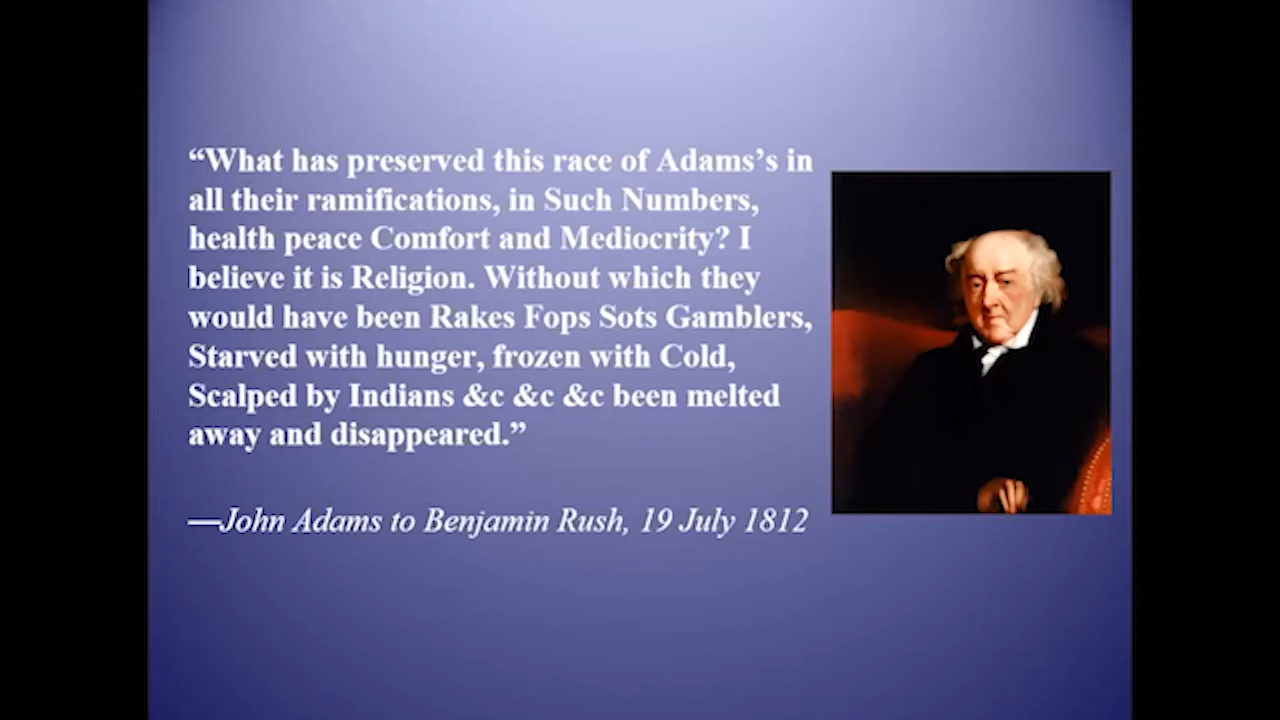 “What has preserved this race of Adams’s in
all their ramifications, in Such Numbers,
health peace Comfort and Mediocrity? I
believe it is Religion. Without which they
would have been Rakes Fops Sots Gamblers,
Starved with hunger, frozen with Cold,
Scalped by Indians &c &c &c been melted
away and disappeared.”
—John Adams to Benjamin Rush, 19 July 1812